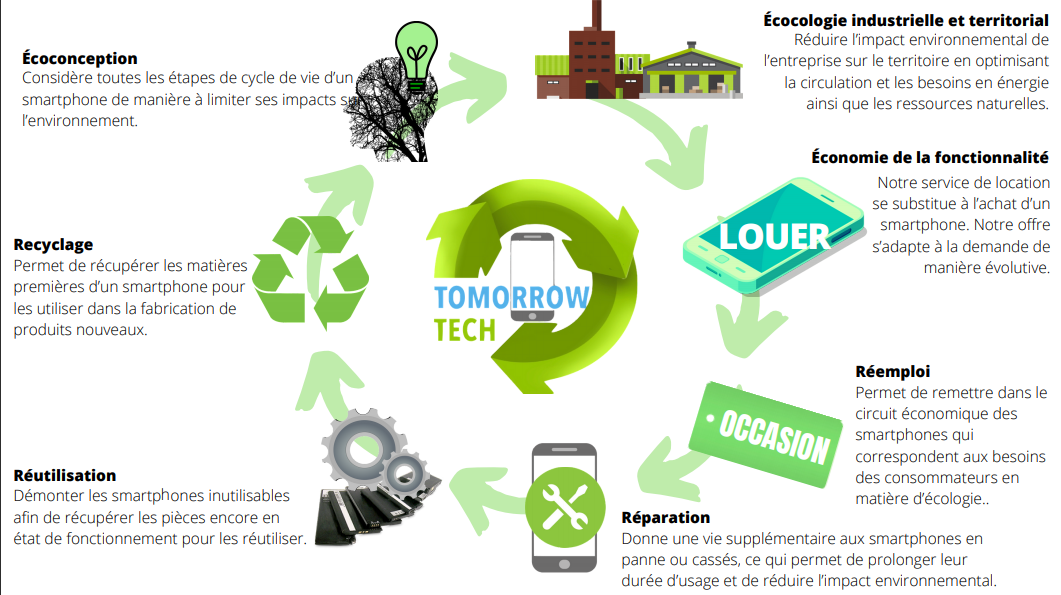 Écoconception
Considère toutes les étapes de cycle de vie d'un
smartphone de manière à limiter ses impacts sur
l'environnement.
Écocologie industrielle et territorial
Réduire l'impact environnemental de
l'entreprise sur le territoire en optimisant
la circulation et les besoins en énergie
ainsi que les ressources naturelles.
Économie de la fonctionnalité
Notre service de location
se substitue à l'achat d'un
smartphone. Notre offre
s'adapte à la demande de
manière évolutive.
LOUER
Réemploi
Permet de remettre dans le
circuit économique des
smartphones qui
correspondent aux besoins
des consommateurs en
matière d'écologie..
OCCASION
Réparation
Donne une vie supplémentaire aux smartphones en
panne ou cassés, ce qui permet de prolonger leur
durée d'usage et de réduire l'impact environnemental.
Réutilisation
Démonter les smartphones inutilisables
afin de récupérer les pièces encore en
état de fonctionnement pour les réutiliser.
Recyclage
Permet de récupérer les matières
premières d'un smartphone pour
les utiliser dans la fabrication de
produits nouveaux.
TOMORROW
TECH